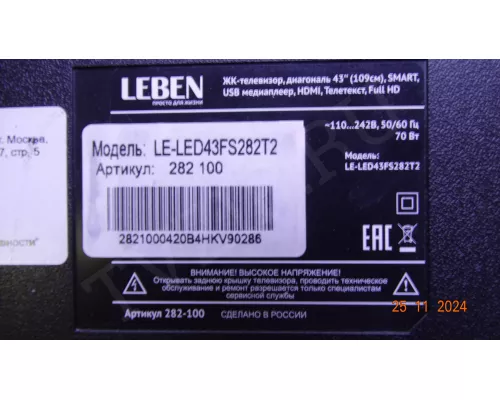 LEBEN
просто для жизни
ЖК-телевизор, диагональ 43" (109см), SMART,
USB медиаплеер, HDMI, Телетекст, Full HD
~110...242В, 50/60 Гц
70 Вт
Модель:
LE-LED43FS282T2
Модель: LE-LED43FS282T2
Артикул: 282 100
2821000420B4HKV90286
г. Москва,
7, стр. 5
EAC
ВНИМАНИЕ! ВЫСОКОЕ НАПРЯЖЕНИЕ!
Открывать заднюю крышку телевизора, проводить техническое
обслуживание и ремонт разрешается только специалистам
сервисной службы
Артикул 282-100 СДЕЛАНО В РОССИИ
25 11 2024